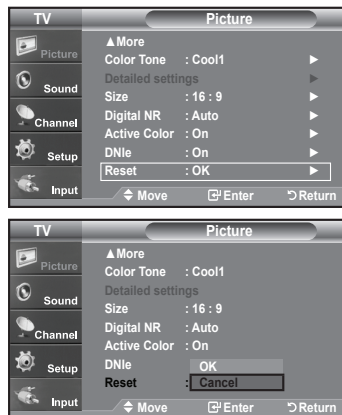 TV Picture
Picture
Sound
Channel
Setup
Input
▲More
Color Tone : Cool1 ►
Detailed settings ►
Size : 16 : 9 ►
Digital NR : Auto ►
Active Color : On ►
DNIe : On ►
Reset : OK ►
Move Enter Return
TV Picture
Picture
Sound
Channel
Setup
Input
▲More
Color Tone : Cool1
Detailed settings
Size : 16 : 9
Digital NR : Auto
Active Color : On
DNIe OK
Reset : Cancel
Move Enter Return